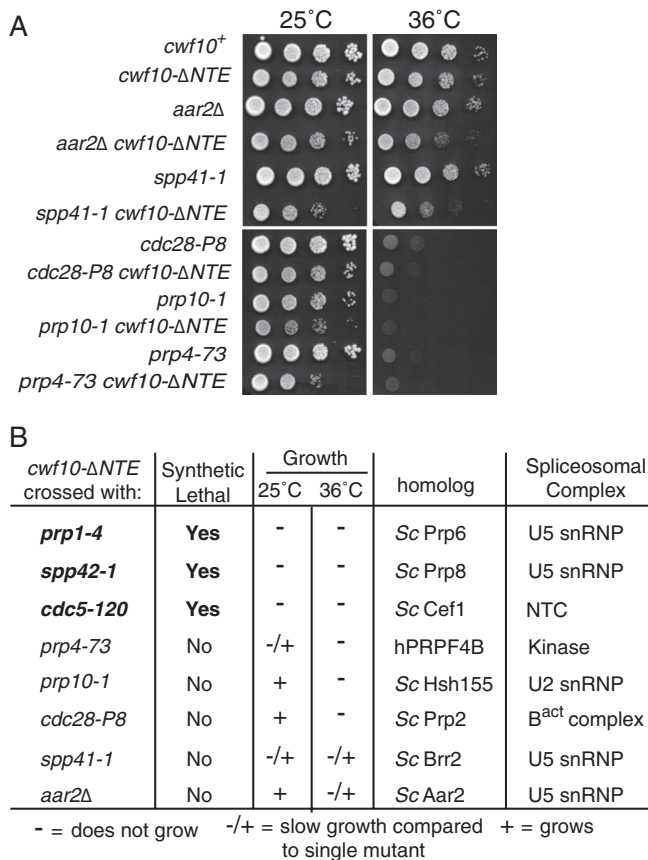 A
25˚C 36˚C
cwf10+
cwf10-ΔNTE
aar2Δ
aar2Δ cwf10-ΔNTE
spp41-1
spp41-1 cwf10-ΔNTE
cdc28-P8
cdc28-P8 cwf10-ΔNTE
prp10-1
prp10-1 cwf10-ΔNTE
prp4-73
prp4-73 cwf10-ΔNTE
B
cwf10-ΔNTE crossed with: Synthetic Lethal Growth 25˚C 36˚C homolog Spliceosomal Complex
prp1-4 Yes - - Sc Prp6 U5 snRNP
spp42-1 Yes - - Sc Prp8 U5 snRNP
cdc5-120 Yes - - Sc Cef1 NTC
prp4-73 No -/+ - hPRPF4B Kinase
prp10-1 No + - Sc Hsh155 U2 snRNP
cdc28-P8 No + - Sc Prp2 Bact complex
spp41-1 No -/+ -/+ Sc Brr2 U5 snRNP
aar2Δ No + -/+ Sc Aar2 U5 snRNP
- = does not grow -/+ = slow growth compared + = grows
to single mutant